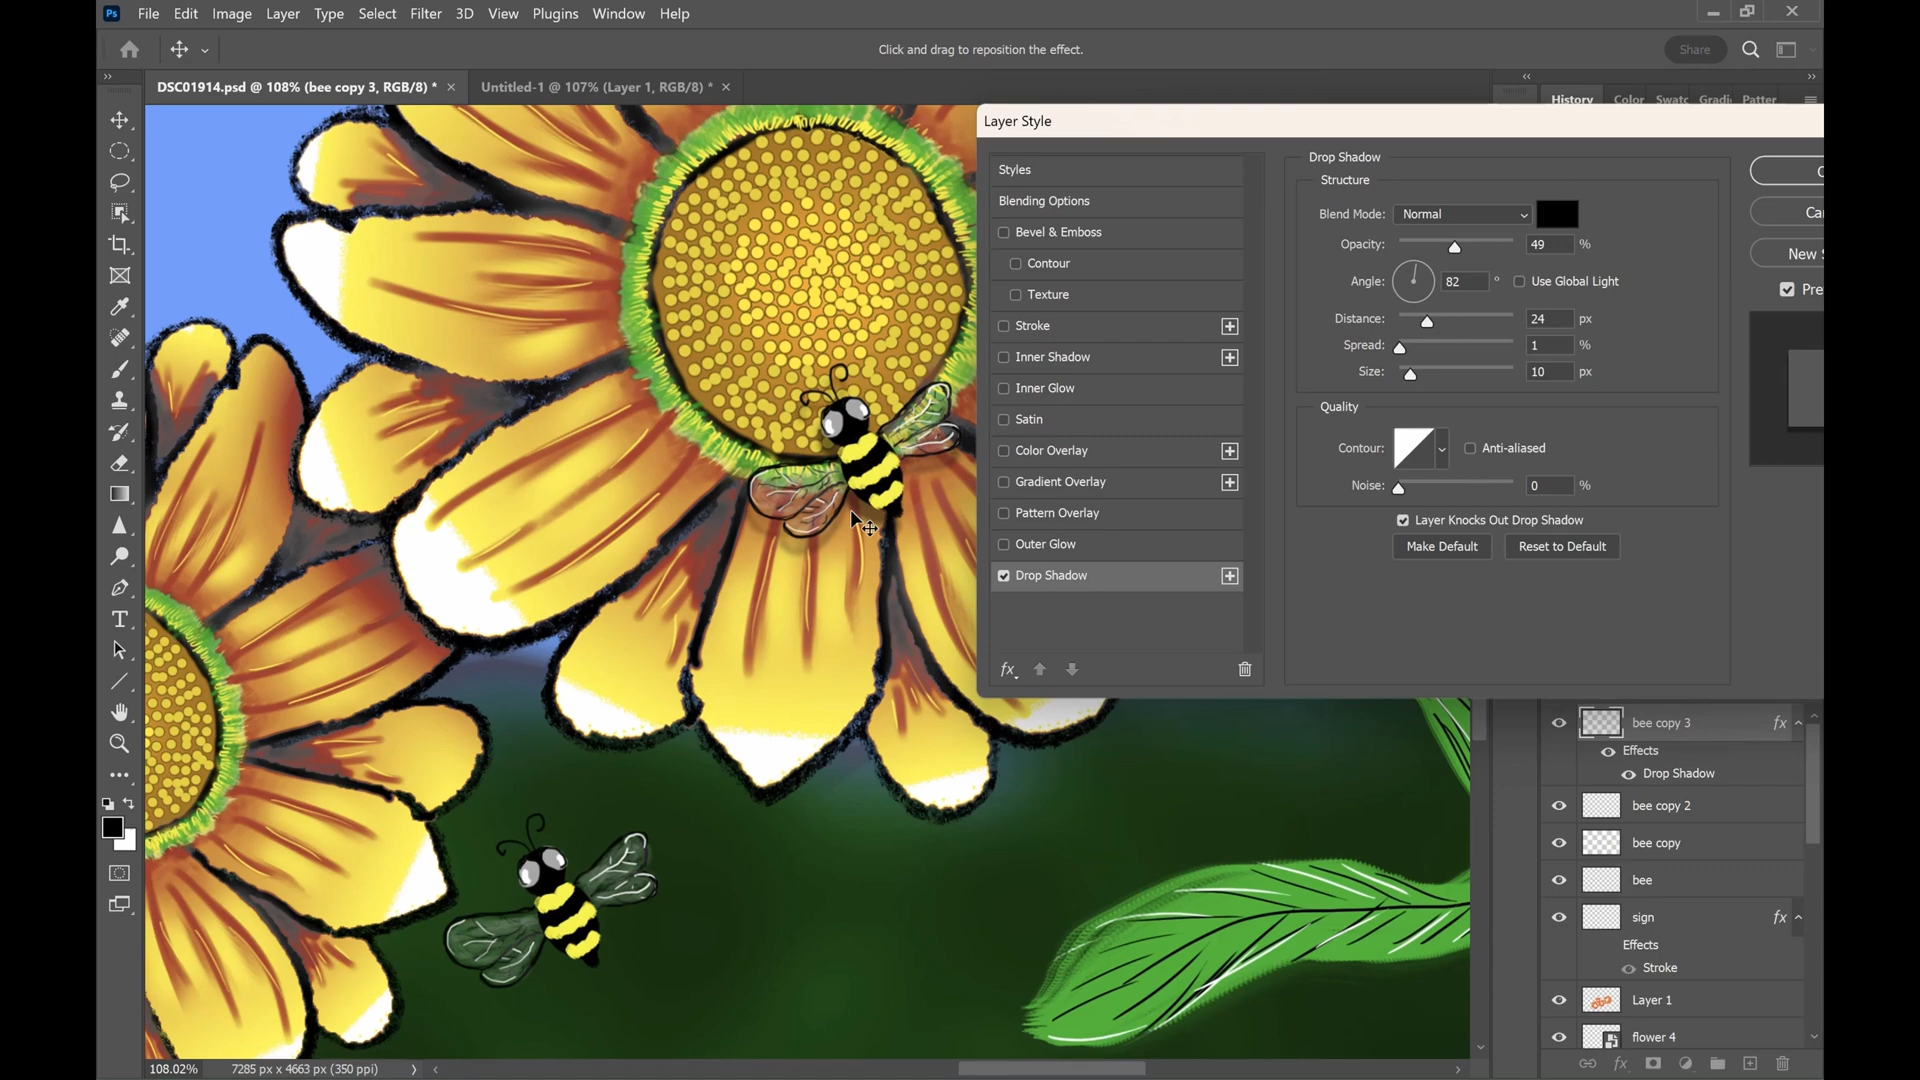 Ps File Edit Image Layer Type Select Filter 3D View Plugins Window Help
Click and drag to reposition the effect.
Share
DSC01914.psd @ 108% (bee copy 3, RGB/8) *
Untitled-1 @ 107% (Layer 1, RGB/8) *
History Color Swatc Gradi Patter
Layer Style
Styles
Blending Options
Bevel & Emboss
Contour
Texture
Stroke
Inner Shadow
Inner Glow
Satin
Color Overlay
Gradient Overlay
Pattern Overlay
Outer Glow
Drop Shadow
fx
Drop Shadow
Structure
Blend Mode: Normal
Opacity: 49 %
Angle: 82 ° Use Global Light
Distance: 24 px
Spread: 1 %
Size: 10 px
Quality
Contour: Anti-aliased
Noise: 0 %
Layer Knocks Out Drop Shadow
Make Default Reset to Default
Can
New S
Pre
bee copy 3 fx
Effects
Drop Shadow
bee copy 2
bee copy
bee
sign fx
Effects
Stroke
Layer 1
flower 4
fx
108.02% 7285 px x 4663 px (350 ppi)